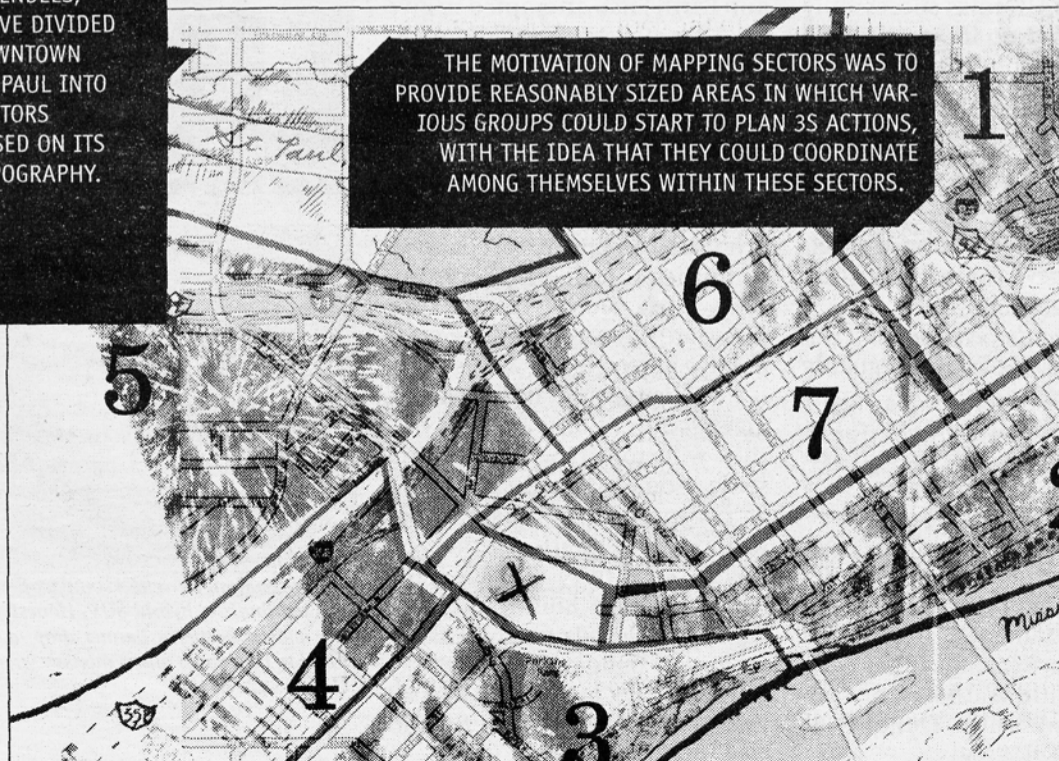 VE DIVIDED
WNTOWN
PAUL INTO
TORS
SED ON ITS
POGRAPHY.
THE MOTIVATION OF MAPPING SECTORS WAS TO
PROVIDE REASONABLY SIZED AREAS IN WHICH VAR-
IOUS GROUPS COULD START TO PLAN 3S ACTIONS,
WITH THE IDEA THAT THEY COULD COORDINATE
AMONG THEMSELVES WITHIN THESE SECTORS.
1
St. Paul
6
5
7
X
Miss
4
35E
3